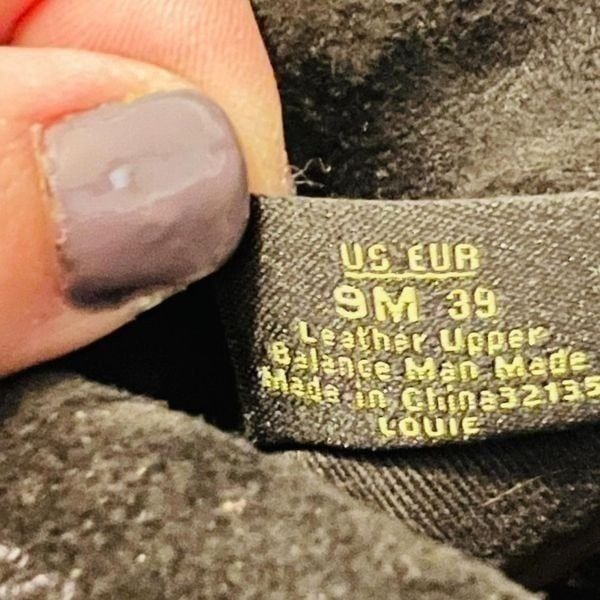 US EUR
9M 39
Leather Upper
Balance Man Made
Made in China32135
LOUIE